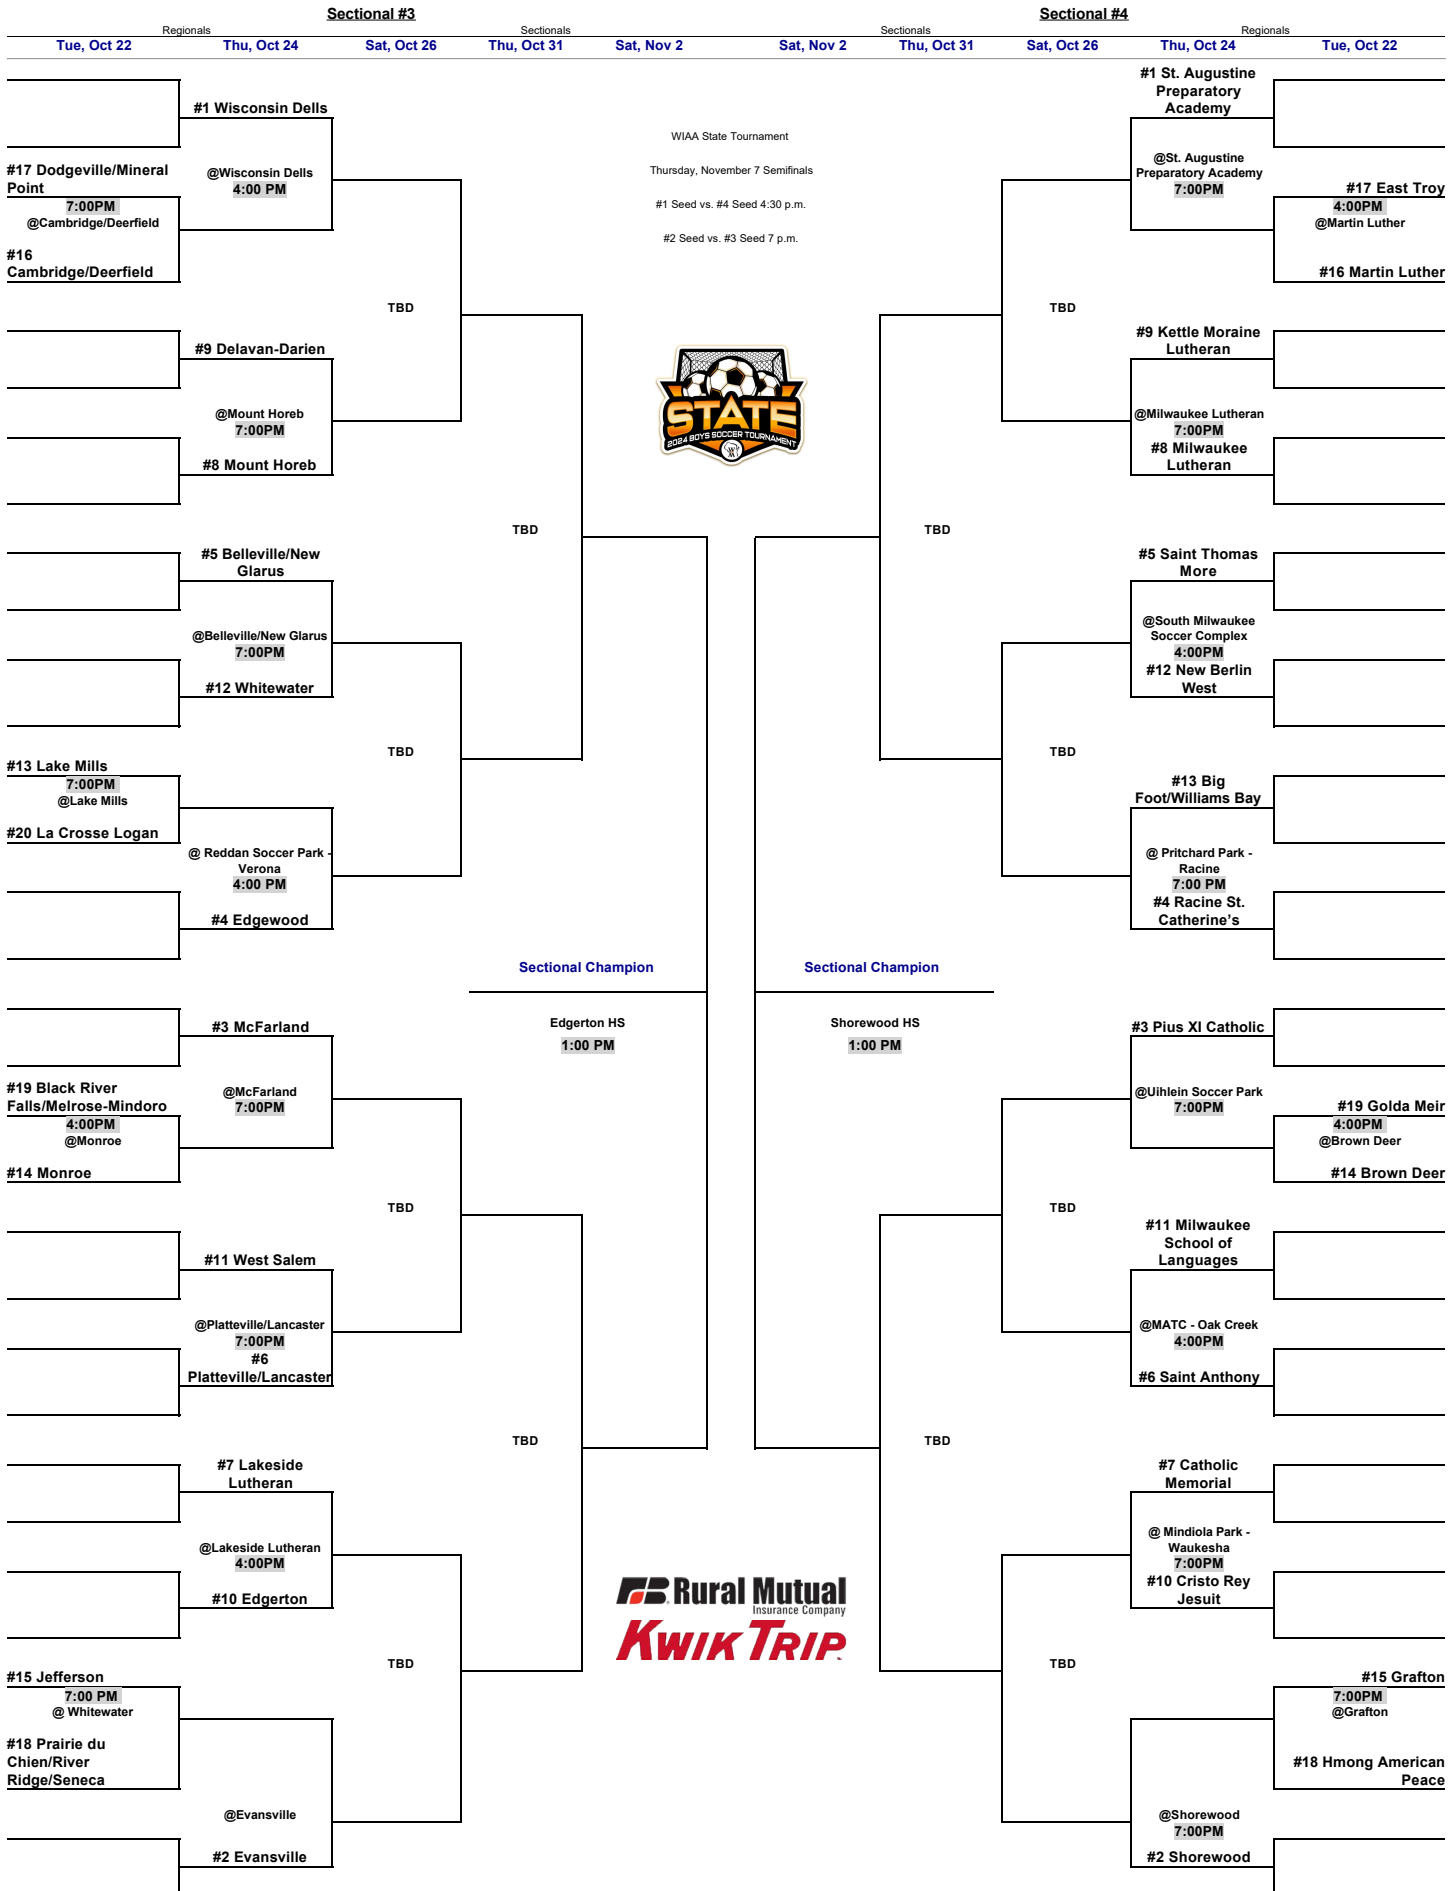 Sectional #3
Sectional #4
Regionals
Sectionals
Sectionals
Regionals
Tue, Oct 22
Thu, Oct 24
Sat, Oct 26
Thu, Oct 31
Sat, Nov 2
Sat, Nov 2
Thu, Oct 31
Sat, Oct 26
Thu, Oct 24
Tue, Oct 22
#1 Wisconsin Dells
#17 Dodgeville/Mineral
Point
7:00PM
@Cambridge/Deerfield
#16
Cambridge/Deerfield
@Wisconsin Dells
4:00 PM
TBD
#9 Delavan-Darien
@Mount Horeb
7:00PM
#8 Mount Horeb
TBD
#5 Belleville/New
Glarus
@Belleville/New Glarus
7:00PM
#12 Whitewater
TBD
#13 Lake Mills
7:00PM
@Lake Mills
#20 La Crosse Logan
@ Reddan Soccer Park -
Verona
4:00 PM
#4 Edgewood
Sectional Champion
Edgerton HS
1:00 PM
#3 McFarland
#19 Black River
Falls/Melrose-Mindoro
4:00PM
@Monroe
#14 Monroe
@McFarland
7:00PM
TBD
#11 West Salem
@Platteville/Lancaster
7:00PM
#6
Platteville/Lancaster
TBD
#7 Lakeside
Lutheran
@Lakeside Lutheran
4:00PM
#10 Edgerton
TBD
#15 Jefferson
7:00 PM
@ Whitewater
#18 Prairie du
Chien/River
Ridge/Seneca
@Evansville
#2 Evansville
WIAA State Tournament
Thursday, November 7 Semifinals
#1 Seed vs. #4 Seed 4:30 p.m.
#2 Seed vs. #3 Seed 7 p.m.
STATE
2024 BOYS SOCCER TOURNAMENT
#1 St. Augustine
Preparatory
Academy
@St. Augustine
Preparatory Academy
7:00PM
#17 East Troy
4:00PM
@Martin Luther
#16 Martin Luther
TBD
#9 Kettle Moraine
Lutheran
@Milwaukee Lutheran
7:00PM
#8 Milwaukee
Lutheran
TBD
#5 Saint Thomas
More
@South Milwaukee
Soccer Complex
4:00PM
#12 New Berlin
West
TBD
#13 Big
Foot/Williams Bay
@ Pritchard Park -
Racine
7:00 PM
#4 Racine St.
Catherine’s
Sectional Champion
Shorewood HS
1:00 PM
#3 Pius XI Catholic
@Uihlein Soccer Park
7:00PM
#19 Golda Meir
4:00PM
@Brown Deer
#14 Brown Deer
TBD
#11 Milwaukee
School of
Languages
@MATC - Oak Creek
4:00PM
#6 Saint Anthony
TBD
#7 Catholic
Memorial
@ Mindiola Park -
Waukesha
7:00PM
#10 Cristo Rey
Jesuit
TBD
#15 Grafton
7:00PM
@Grafton
#18 Hmong American
Peace
@Shorewood
7:00PM
#2 Shorewood
Rural Mutual
Insurance Company
KWIK TRIP